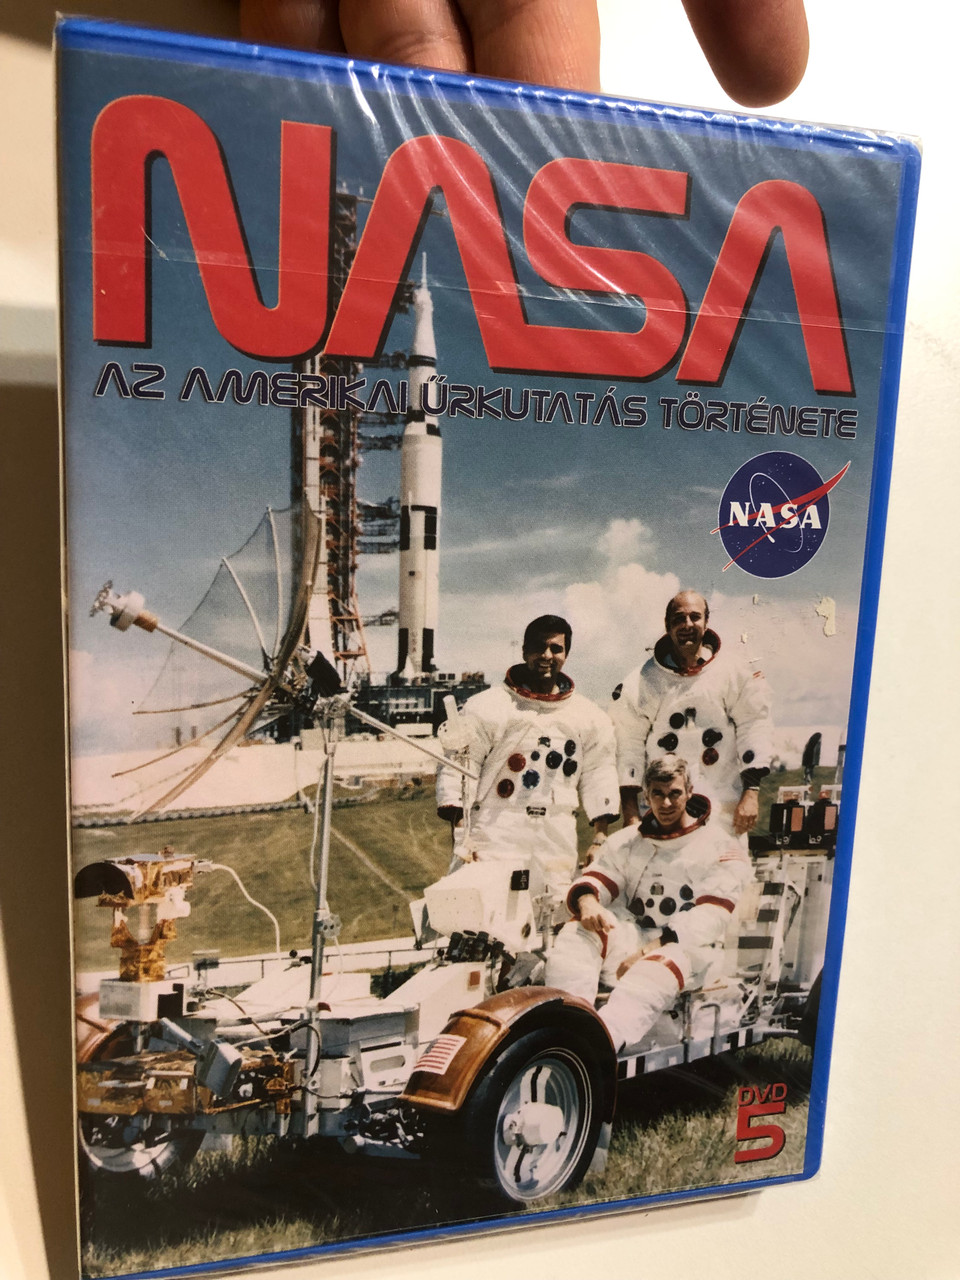 NASA
AZ AMERIKAI ŰRKUTATÁS TÖRTÉNETE
NASA
DVD
5